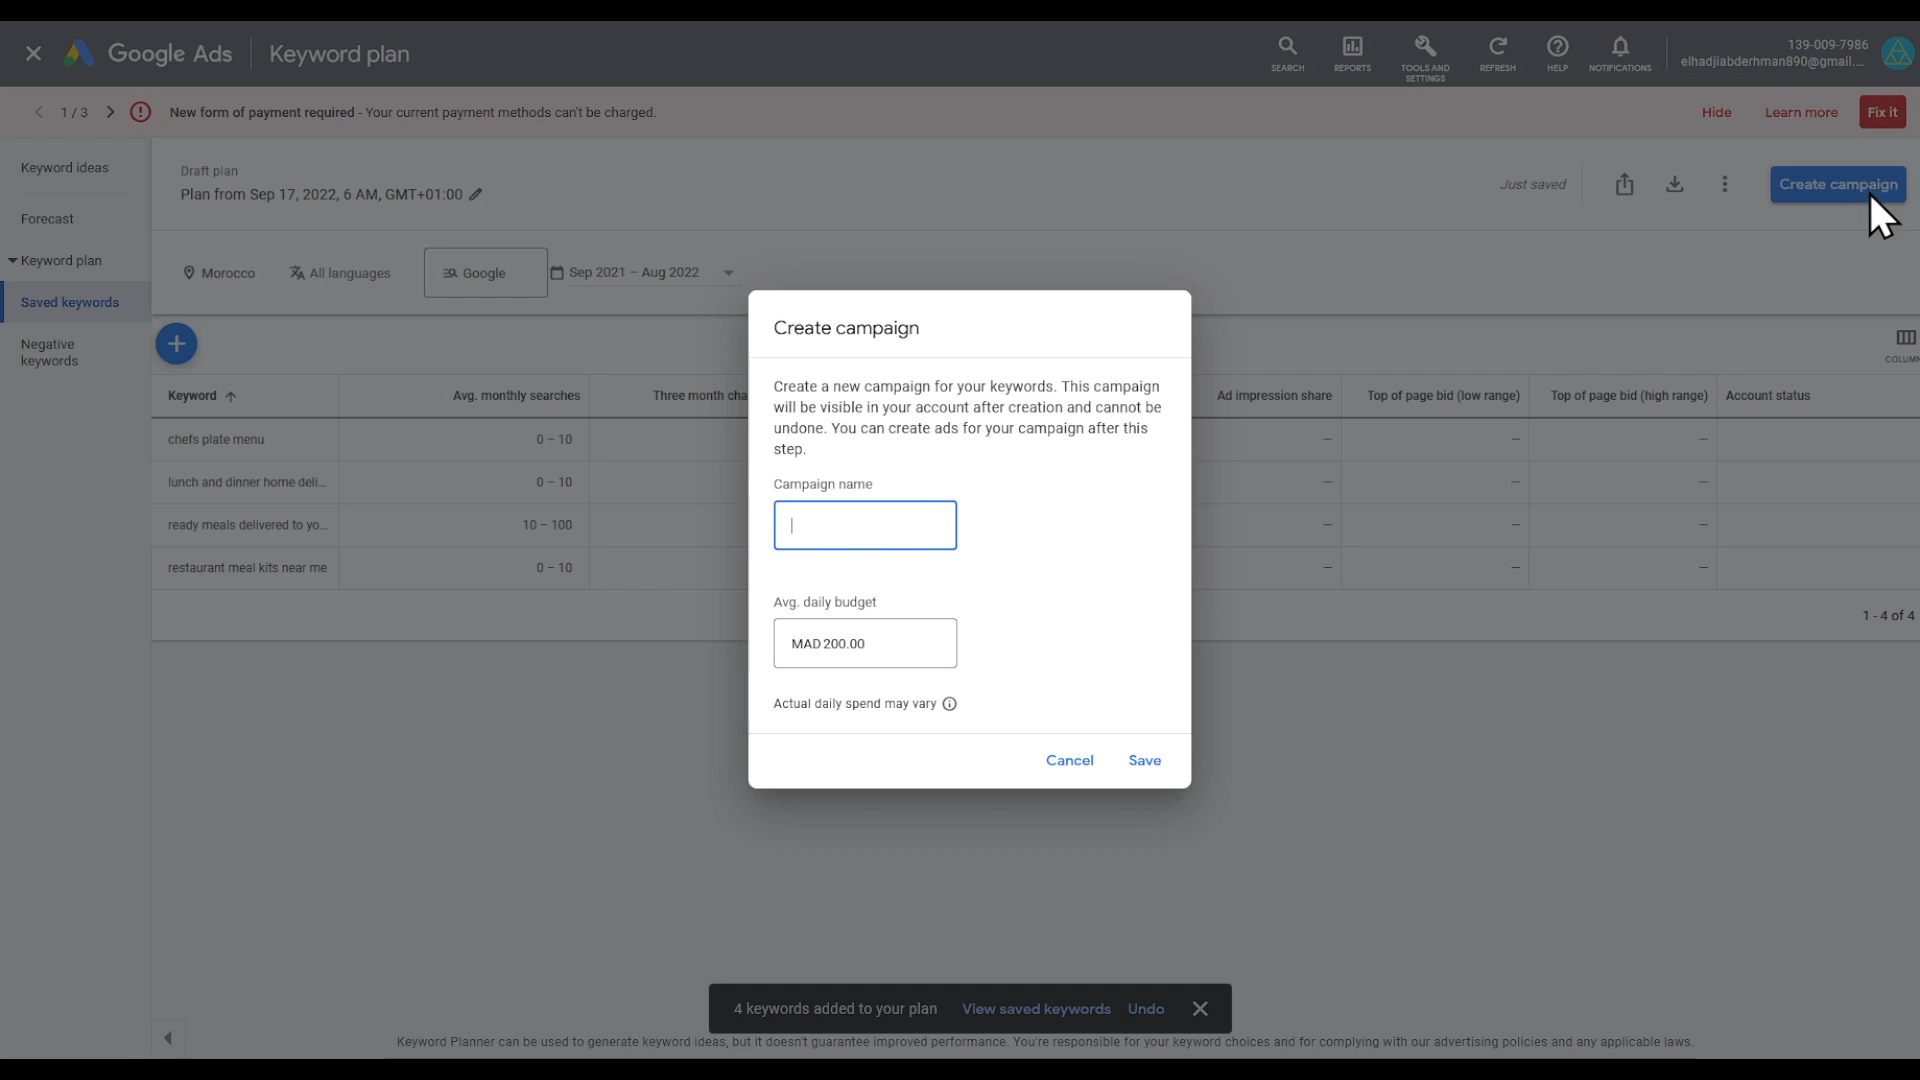 Google Ads
Keyword plan
SEARCH
REPORTS
TOOLS AND
SETTINGS
REFRESH
HELP
NOTIFICATIONS
139-009-7986
elhadjiabderhman890@gmail....
1 / 3
New form of payment required - Your current payment methods can't be charged.
Hide
Learn more
Fix it
Keyword ideas
Forecast
Keyword plan
Saved keywords
Negative
keywords
Draft plan
Plan from Sep 17, 2022, 6 AM, GMT+01:00
Just saved
Create campaign
Morocco
All languages
Google
Sep 2021 – Aug 2022
COLUMN
Keyword
Avg. monthly searches
Three month cha
Ad impression share
Top of page bid (low range)
Top of page bid (high range)
Account status
chefs plate menu
0 – 10
–
–
–
lunch and dinner home deli...
0 – 10
–
–
–
ready meals delivered to yo...
10 – 100
–
–
–
restaurant meal kits near me
0 – 10
–
–
–
1 - 4 of 4
Create campaign
Create a new campaign for your keywords. This campaign
will be visible in your account after creation and cannot be
undone. You can create ads for your campaign after this
step.
Campaign name
Avg. daily budget
MAD 200.00
Actual daily spend may vary
Cancel
Save
4 keywords added to your plan
View saved keywords
Undo
Keyword Planner can be used to generate keyword ideas, but it doesn't guarantee improved performance. You're responsible for your keyword choices and for complying with our advertising policies and any applicable laws.